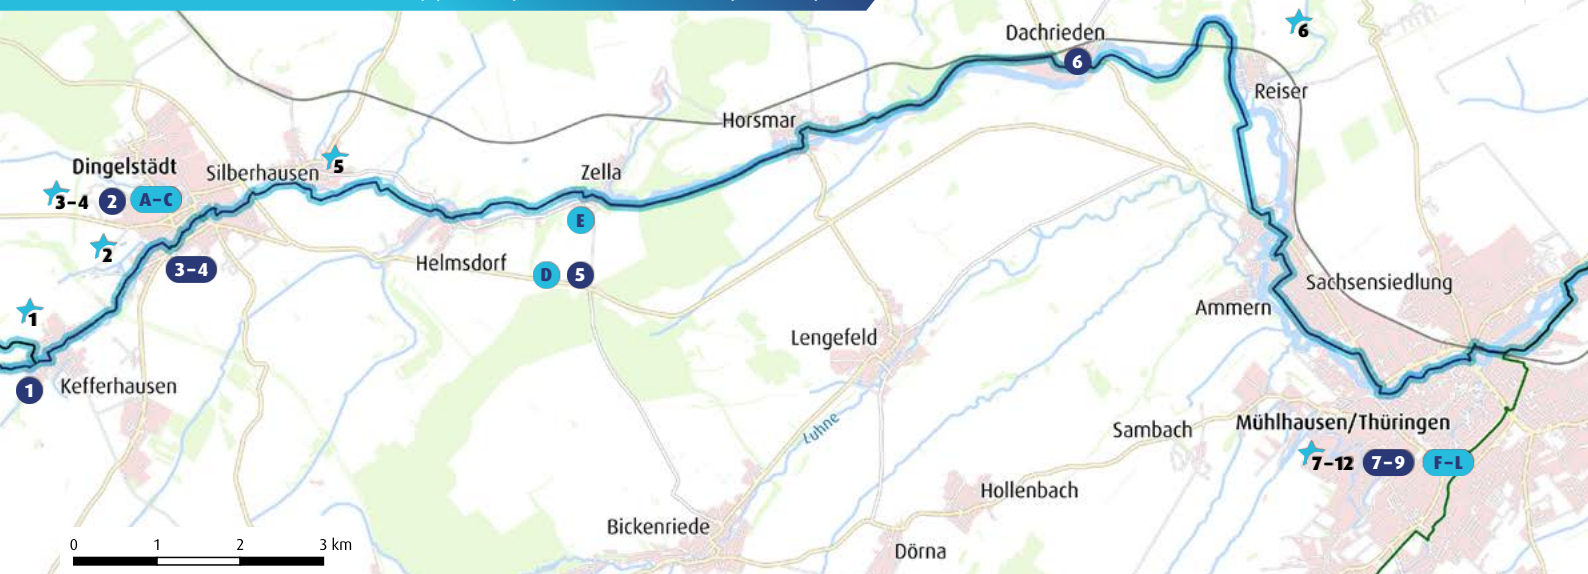 Dachrieden
6
6
Reiser
Horsmar
Dingelstädt
Silberhausen
5
Zella
3-4 2 A-C
E
2
3-4
Helmsdorf
D 5
Sachsensiedlung
Ammern
1
Lengefeld
Kefferhausen
1
Luhne
Sambach
Mühlhausen/Thüringen
7-12 7-9 F-L
Hollenbach
Bickenriede
Dörna
0 1 2 3 km